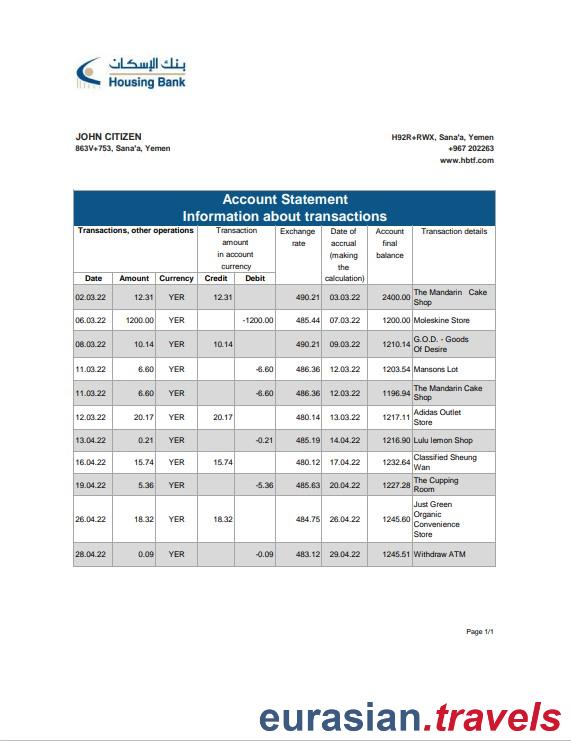 بنك الإسكان
Housing Bank
JOHN CITIZEN
863V+753, Sana'a, Yemen
H92R+RWX, Sana'a, Yemen
+967 202263
www.hbtf.com
Account Statement
Information about transactions
Transactions, other operations
Transaction
amount
in account
currency
Exchange
rate
Date of
accrual
(making
the
calculation)
Account
final
balance
Transaction details
Date Amount Currency Credit Debit
02.03.22 12.31 YER 12.31 490.21 03.03.22 2400.00 The Mandarin Cake
Shop
06.03.22 1200.00 YER -1200.00 485.44 07.03.22 1200.00 Moleskine Store
08.03.22 10.14 YER 10.14 490.21 09.03.22 1210.14 G.O.D. - Goods
Of Desire
11.03.22 6.60 YER -6.60 486.36 12.03.22 1203.54 Mansons Lot
11.03.22 6.60 YER -6.60 486.36 12.03.22 1196.94 The Mandarin Cake
Shop
12.03.22 20.17 YER 20.17 480.14 13.03.22 1217.11 Adidas Outlet
Store
13.04.22 0.21 YER -0.21 485.19 14.04.22 1216.90 Lulu lemon Shop
16.04.22 15.74 YER 15.74 480.12 17.04.22 1232.64 Classified Sheung
Wan
19.04.22 5.36 YER -5.36 485.63 20.04.22 1227.28 The Cupping
Room
26.04.22 18.32 YER 18.32 484.75 26.04.22 1245.60 Just Green
Organic
Convenience
Store
28.04.22 0.09 YER -0.09 483.12 29.04.22 1245.51 Withdraw ATM
Page 1/1
eurasian.travels